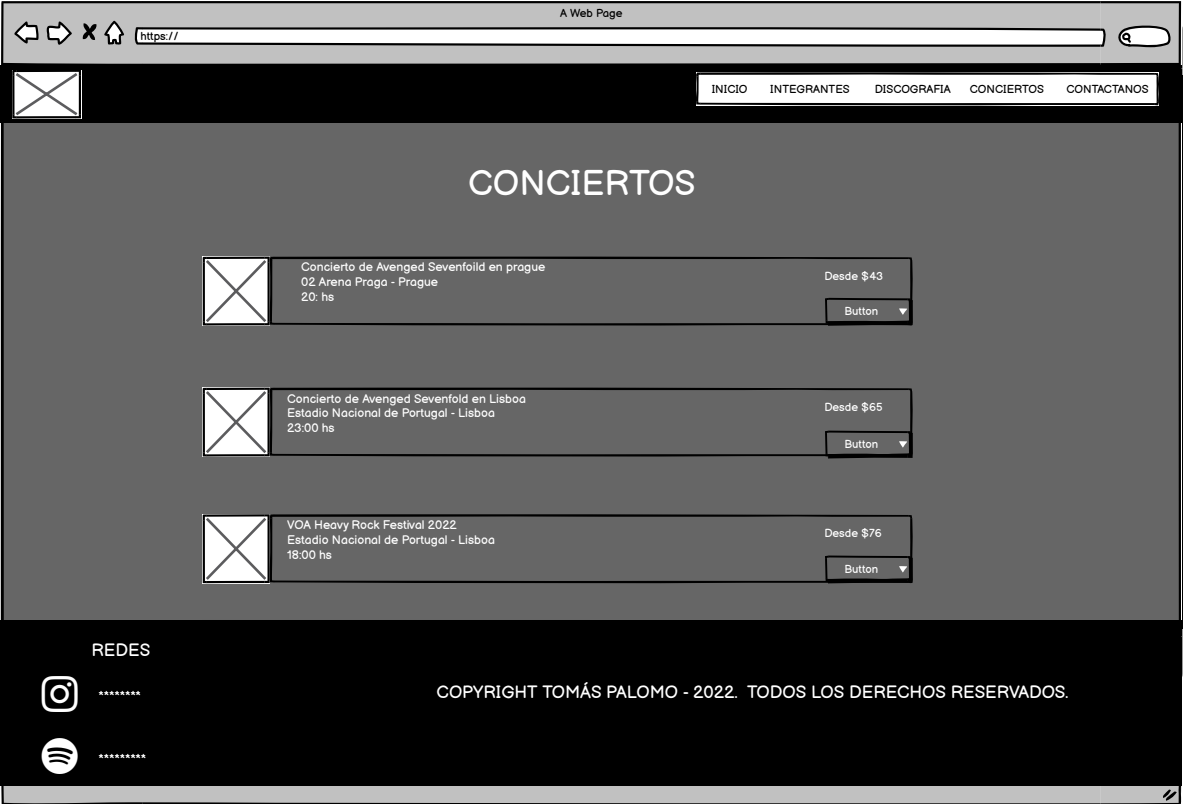 A Web Page
https://
INICIO INTEGRANTES DISCOGRAFIA CONCIERTOS CONTACTANOS
CONCIERTOS
Concierto de Avenged Sevenfoild en prague
02 Arena Praga - Prague
20: hs
Desde $43
Button
Concierto de Avenged Sevenfold en Lisboa
Estadio Nacional de Portugal - Lisboa
23:00 hs
Desde $65
Button
VOA Heavy Rock Festival 2022
Estadio Nacional de Portugal - Lisboa
18:00 hs
Desde $76
Button
REDES
********
COPYRIGHT TOMÁS PALOMO - 2022. TODOS LOS DERECHOS RESERVADOS.
*********